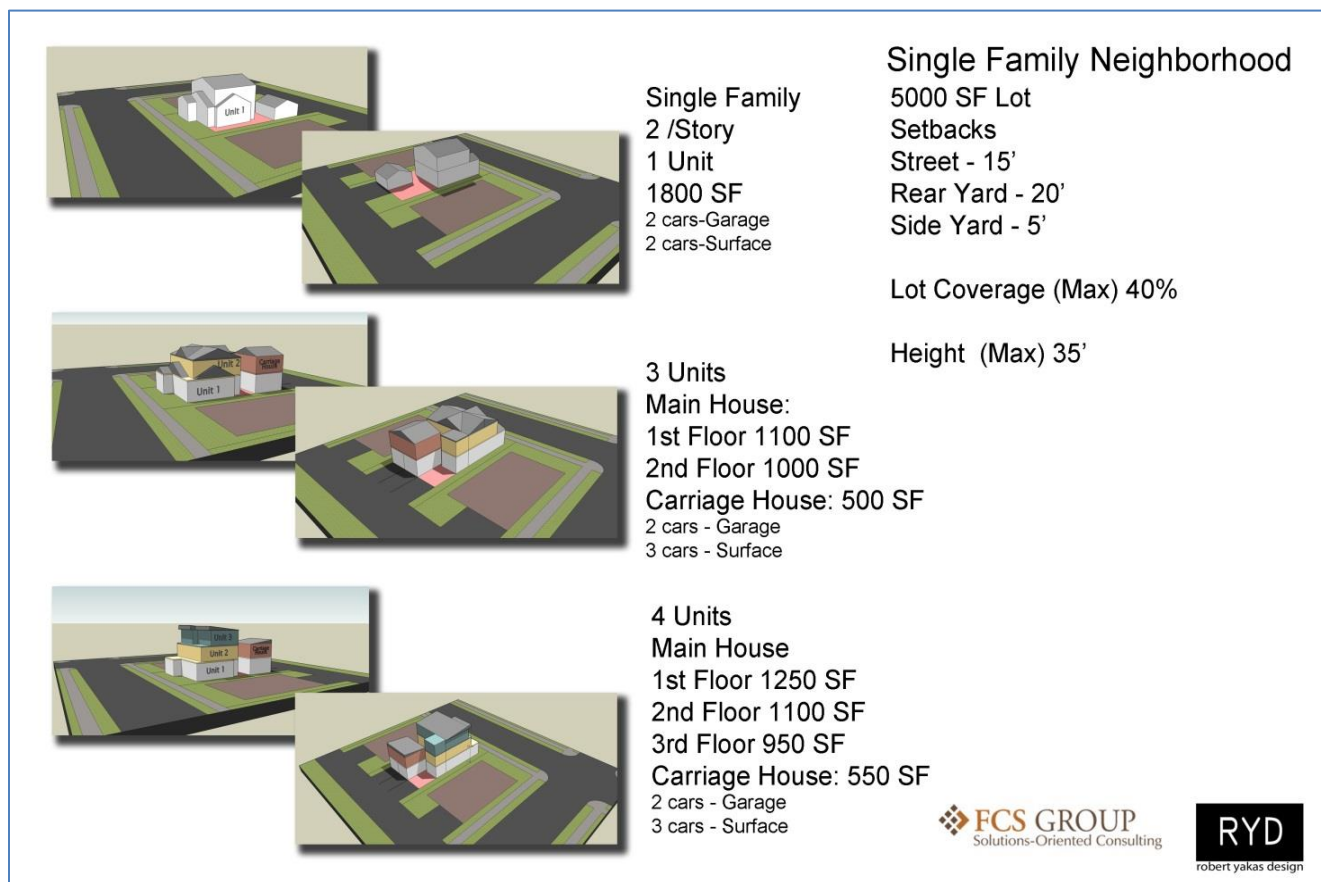 Single Family Neighborhood
5000 SF Lot
Setbacks
Street - 15'
Rear Yard - 20'
Side Yard - 5'
Lot Coverage (Max) 40%
Height (Max) 35'
Unit 1
Single Family
2 /Story
1 Unit
1800 SF
2 cars-Garage
2 cars-Surface
Unit 2
Carriage
House
Unit 1
3 Units
Main House:
1st Floor 1100 SF
2nd Floor 1000 SF
Carriage House: 500 SF
2 cars - Garage
3 cars - Surface
Unit 3
Unit 2
Carriage
House
Unit 1
4 Units
Main House
1st Floor 1250 SF
2nd Floor 1100 SF
3rd Floor 950 SF
Carriage House: 550 SF
2 cars - Garage
3 cars - Surface
FCS GROUP
Solutions-Oriented Consulting
RYD
robert yakas design